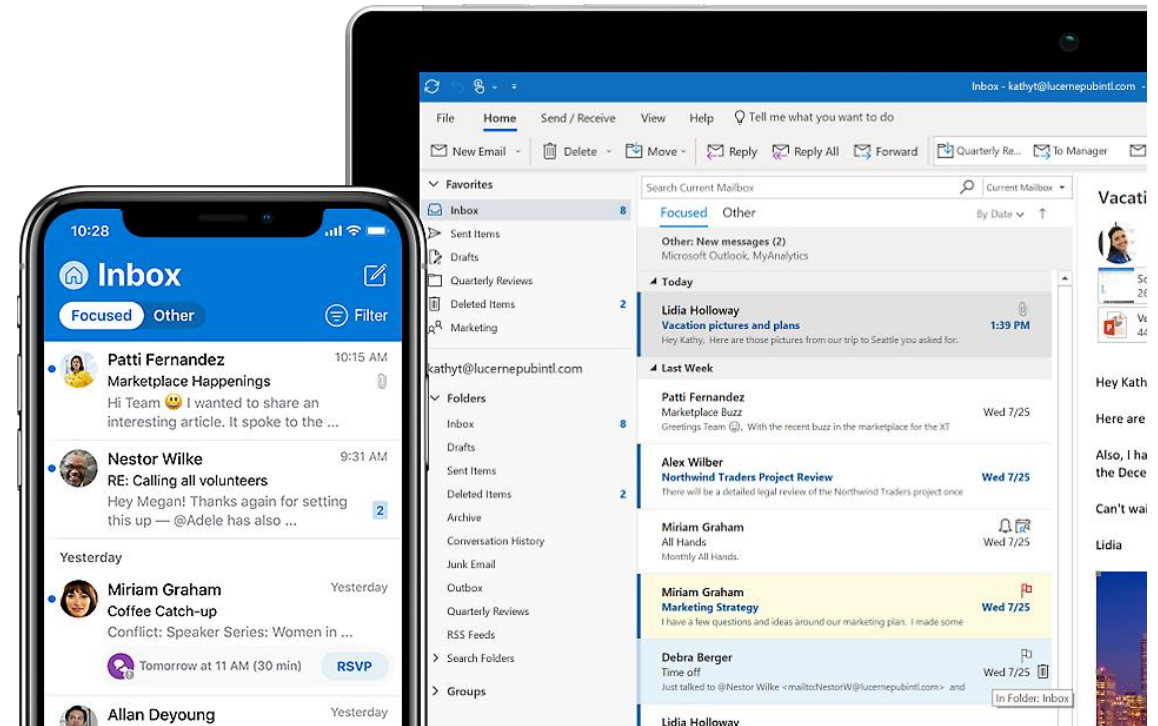 10:28
Inbox
Focused Other Filter
Patti Fernandez 10:15 AM
Marketplace Happenings
Hi Team 😃 I wanted to share an
interesting article. It spoke to the ...
Nestor Wilke 9:31 AM
RE: Calling all volunteers
Hey Megan! Thanks again for setting
this up — @Adele has also ... 2
Yesterday
Miriam Graham Yesterday
Coffee Catch-up
Conflict: Speaker Series: Women in ...
Tomorrow at 11 AM (30 min) RSVP
Allan Deyoung Yesterday
Inbox - kathyt@lucernepubintl.com -
File Home Send / Receive View Help Tell me what you want to do
New Email Delete Move Reply Reply All Forward Quarterly Re... To Manager
Favorites
Inbox 8
Sent Items
Drafts
Quarterly Reviews
Deleted Items 2
Marketing
kathyt@lucernepubintl.com
Folders
Inbox 8
Drafts
Sent Items
Deleted Items 2
Archive
Conversation History
Junk Email
Outbox
Quarterly Reviews
RSS Feeds
Search Folders
Groups
Search Current Mailbox Current Mailbox
Focused Other By Date
Other: New messages (2)
Microsoft Outlook, MyAnalytics
Today
Lidia Holloway
Vacation pictures and plans 1:39 PM
Hey Kathy, Here are those pictures from our trip to Seattle you asked for.
Last Week
Patti Fernandez
Marketplace Buzz Wed 7/25
Greetings Team ☺, With the recent buzz in the marketplace for the XT
Alex Wilber
Northwind Traders Project Review Wed 7/25
There will be a detailed legal review of the Northwind Traders project once
Miriam Graham
All Hands Wed 7/25
Monthly All Hands.
Miriam Graham
Marketing Strategy Wed 7/25
I have a few questions and ideas around our marketing plan. I made some
Debra Berger
Time off Wed 7/25
Just talked to @Nestor Wilke <mailto:NestorW@lucernepubintl.com> and
In Folder: Inbox
Lidia Holloway
Vacati
Sc
26
Ve
44
Hey Kath
Here are
Also, I ha
the Dece
Can't wai
Lidia